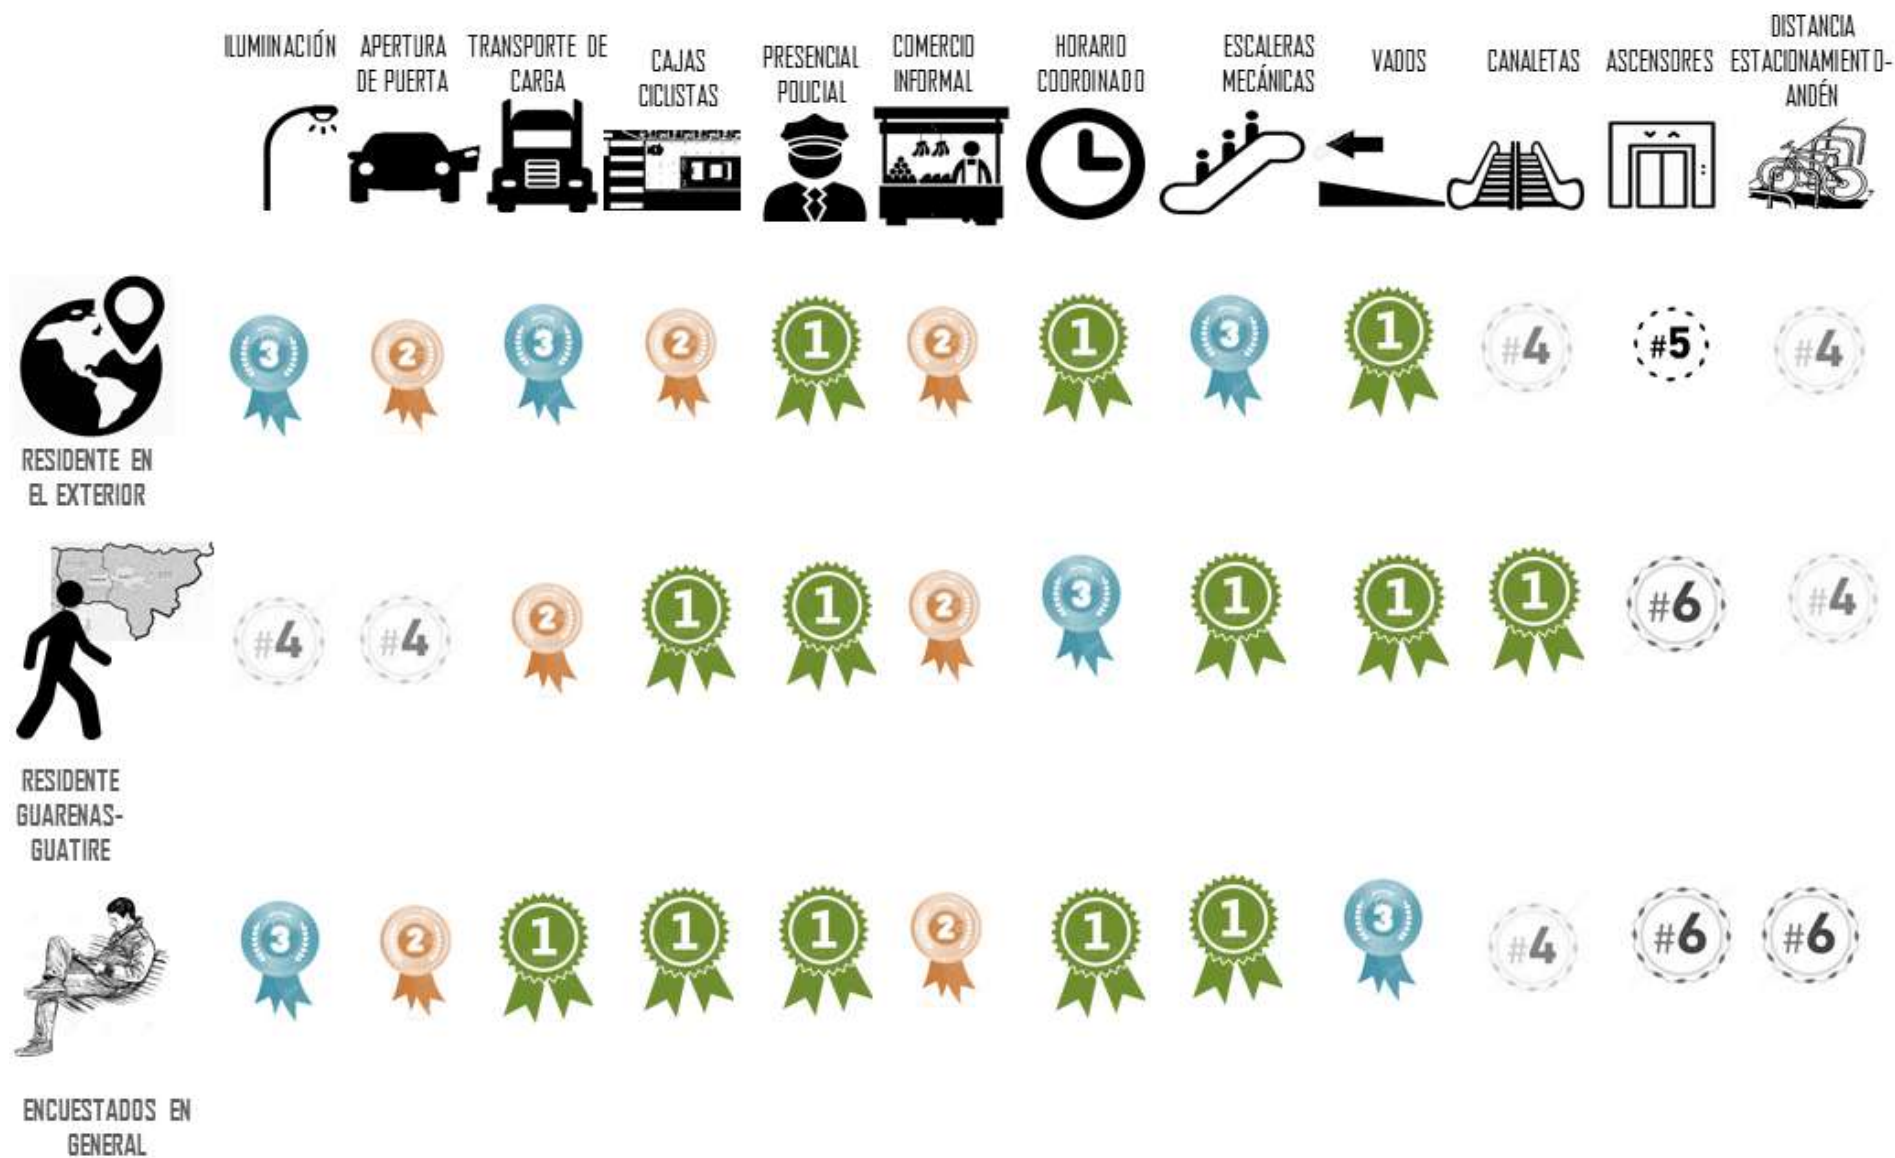 ILUMIINACIÓN
APERTURA
DE PUERTA
TRANSPORTE DE
CARGA
CAJAS
CICLISTAS
PRESENCIAL
POLICIAL
COMERCIO
INFORMAL
HORARIO
COORDINADO
ESCALERAS
MECÁNICAS
VADOS
CANALETAS
ASCENSORES
DISTANCIA
ESTACIONAMIENTO-
ANDÉN
3 2 3 2 1 2 1 3 1 #4 #5 #4
RESIDENTE EN
EL EXTERIOR
#4 #4 2 1 1 2 3 1 1 1 #6 #4
RESIDENTE
GUARENAS-
GUATIRE
3 2 1 1 1 2 1 1 3 #4 #6 #6
ENCUESTADOS EN
GENERAL